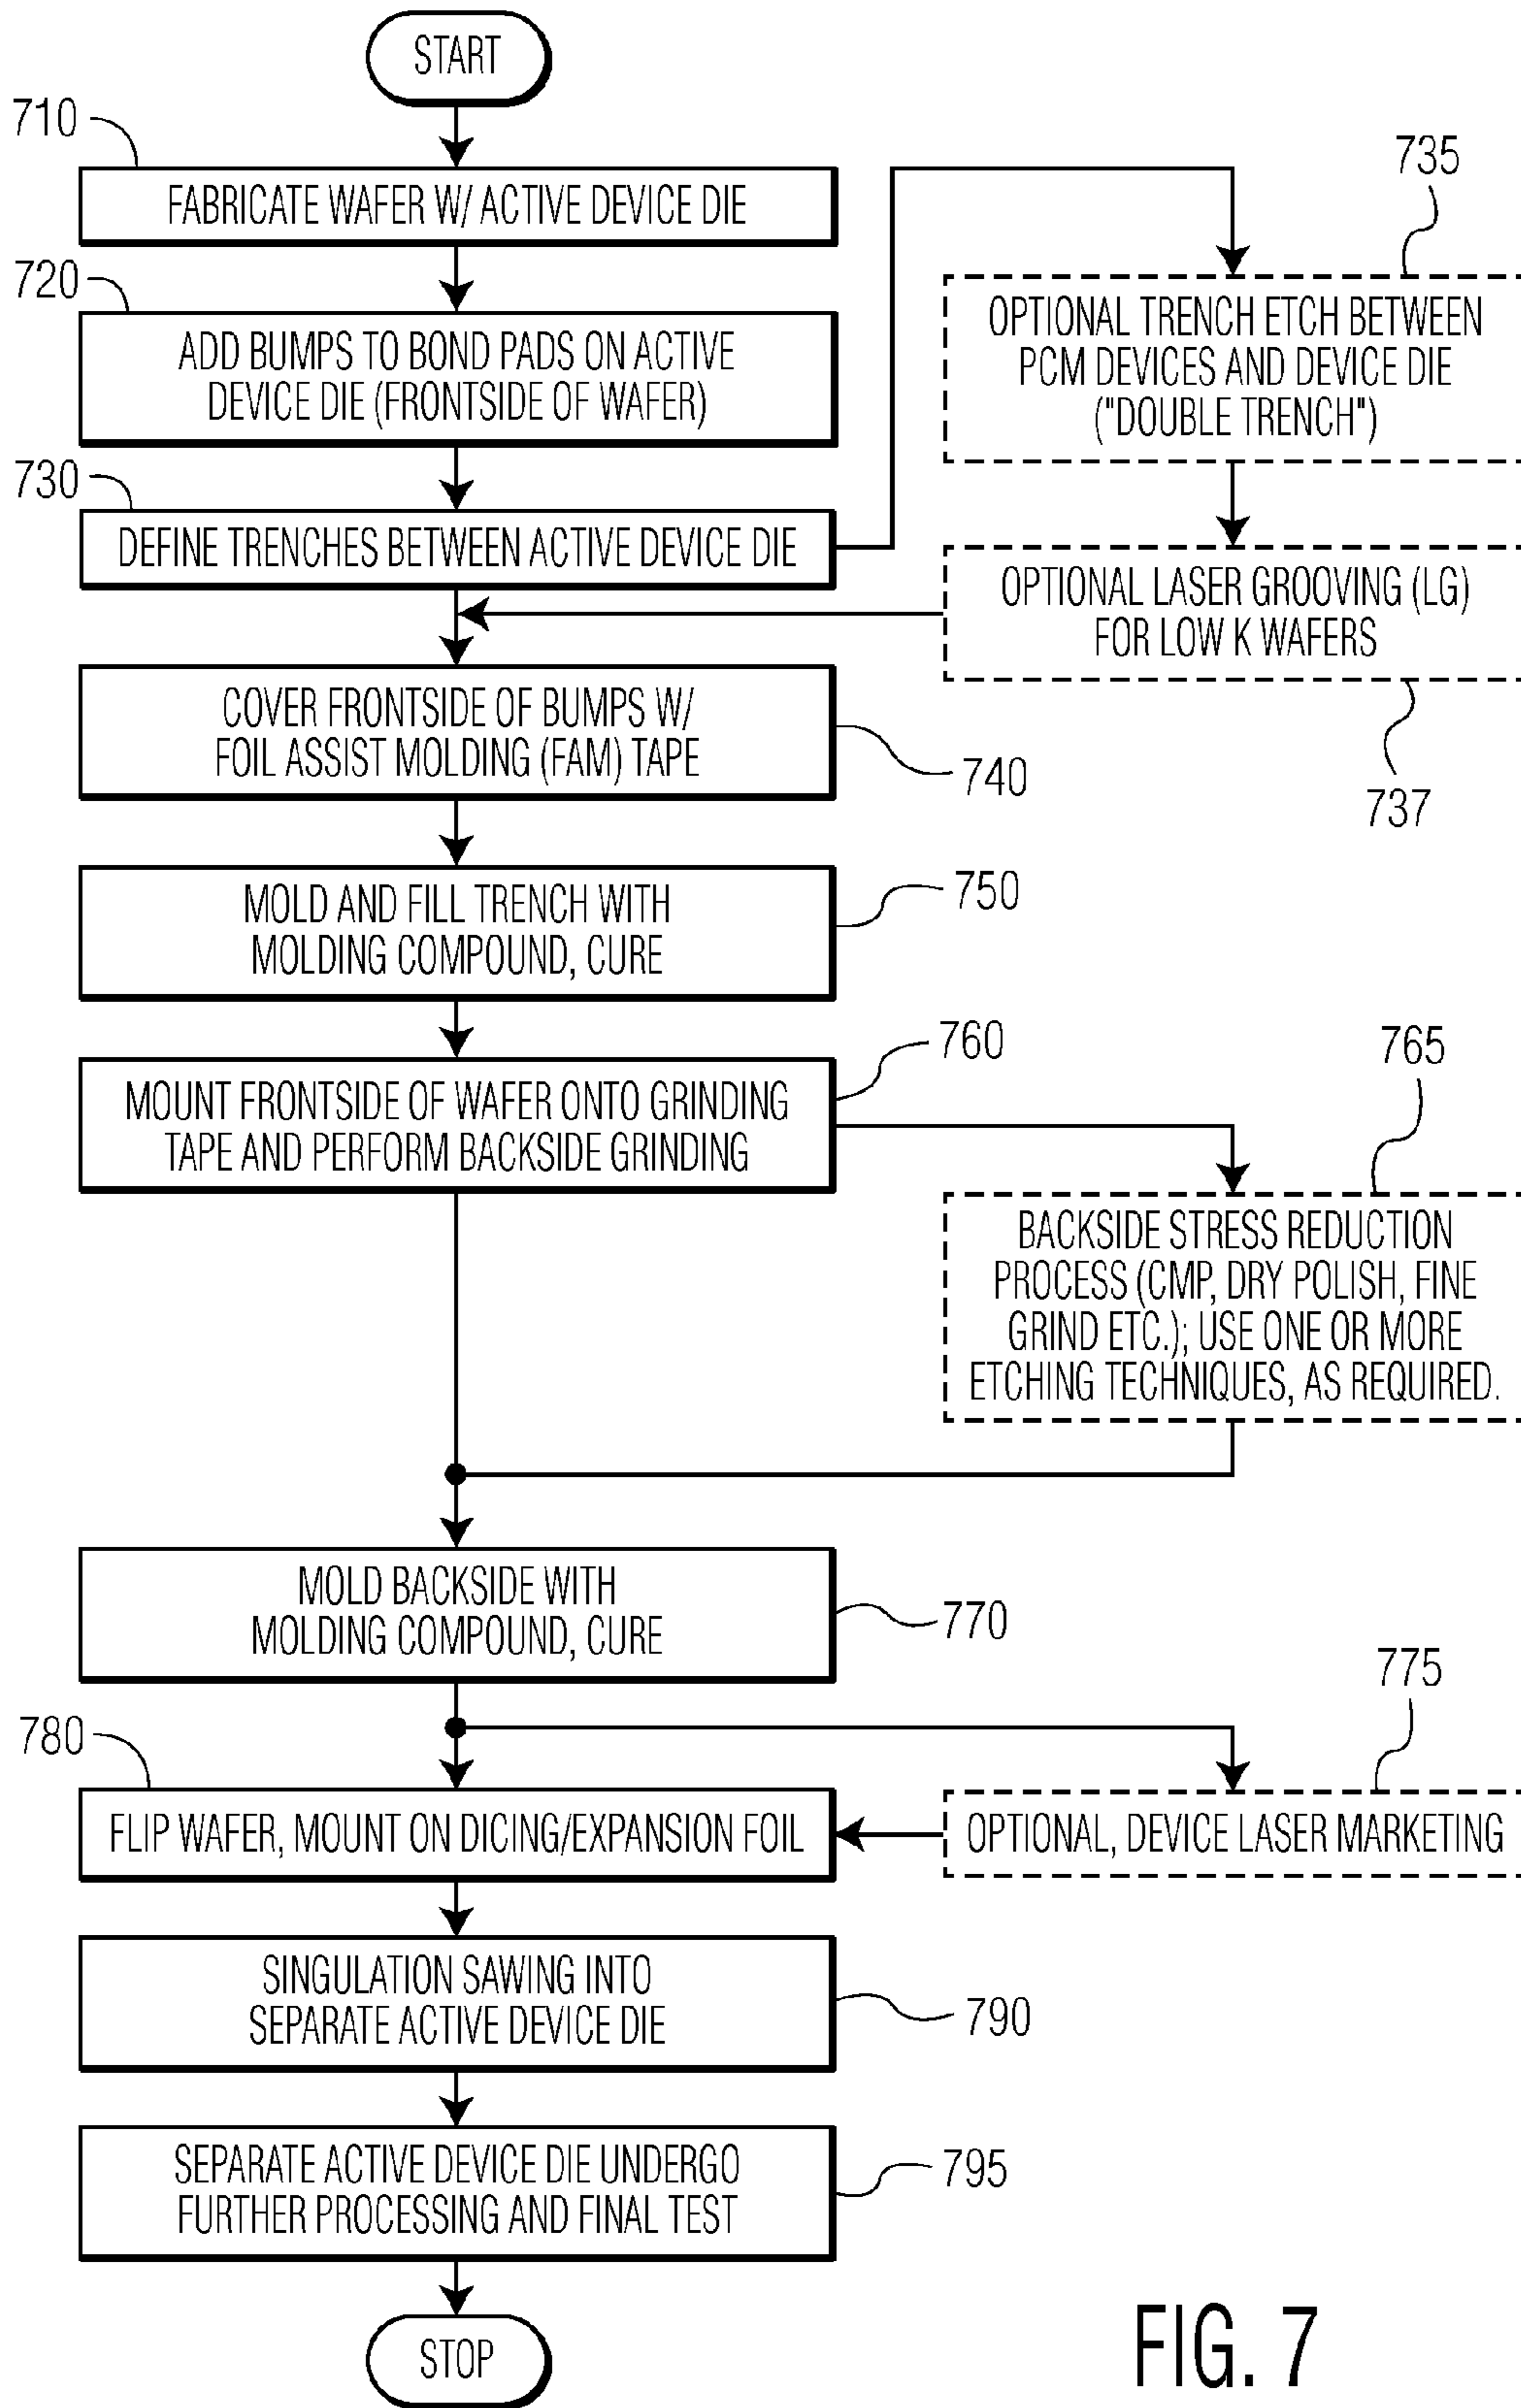 START
710
FABRICATE WAFER W/ ACTIVE DEVICE DIE
720
ADD BUMPS TO BOND PADS ON ACTIVE
DEVICE DIE (FRONTSIDE OF WAFER)
730
DEFINE TRENCHES BETWEEN ACTIVE DEVICE DIE
735
OPTIONAL TRENCH ETCH BETWEEN
PCM DEVICES AND DEVICE DIE
("DOUBLE TRENCH")
OPTIONAL LASER GROOVING (LG)
FOR LOW K WAFERS
737
COVER FRONTSIDE OF BUMPS W/
FOIL ASSIST MOLDING (FAM) TAPE
740
MOLD AND FILL TRENCH WITH
MOLDING COMPOUND, CURE
750
MOUNT FRONTSIDE OF WAFER ONTO GRINDING
TAPE AND PERFORM BACKSIDE GRINDING
760
765
BACKSIDE STRESS REDUCTION
PROCESS (CMP, DRY POLISH, FINE
GRIND ETC.); USE ONE OR MORE
ETCHING TECHNIQUES, AS REQUIRED.
MOLD BACKSIDE WITH
MOLDING COMPOUND, CURE
770
775
OPTIONAL, DEVICE LASER MARKETING
780
FLIP WAFER, MOUNT ON DICING/EXPANSION FOIL
SINGULATION SAWING INTO
SEPARATE ACTIVE DEVICE DIE
790
SEPARATE ACTIVE DEVICE DIE UNDERGO
FURTHER PROCESSING AND FINAL TEST
795
STOP
FIG. 7